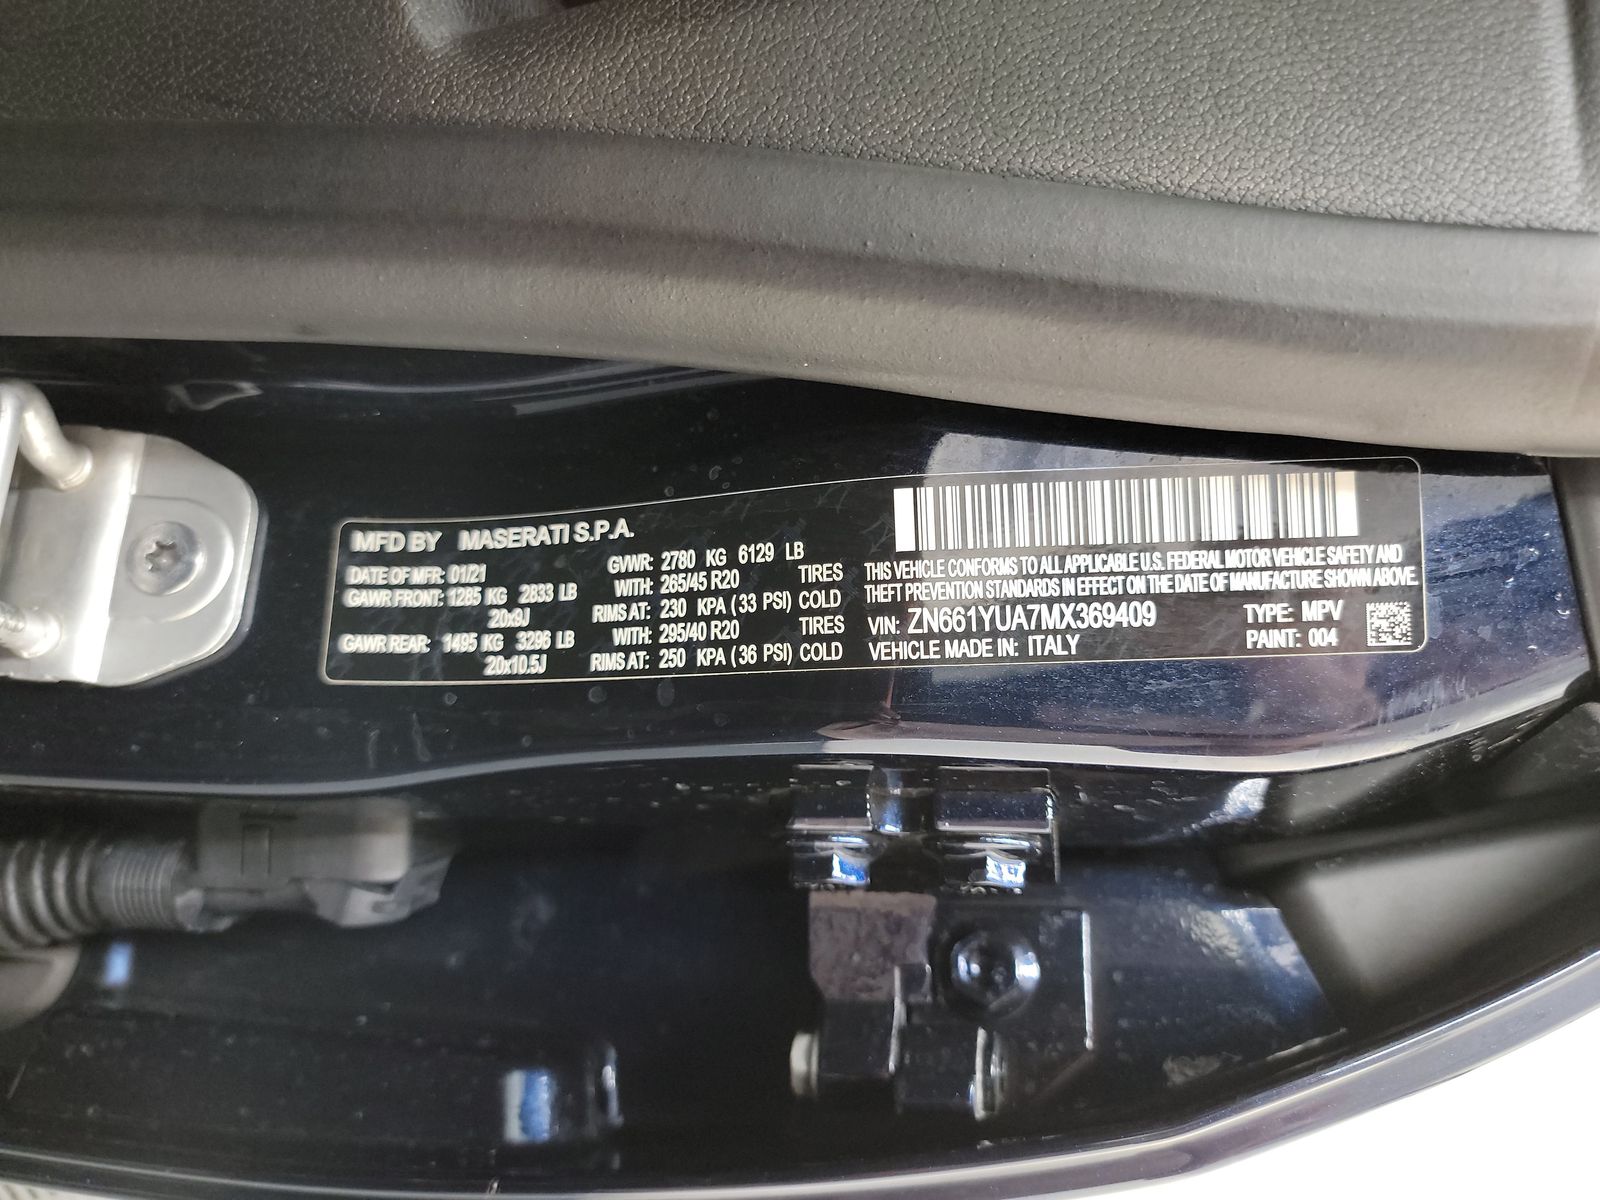 MFD BY MASERATI S.P.A.
DATE OF MFR: 01/21
GAWR FRONT: 1285 KG 2833 LB
20x9J
GAWR REAR: 1495 KG 3296 LB
20x10.5J
GVWR: 2780 KG 6129 LB
WITH: 265/45 R20 TIRES
RIMS AT: 230 KPA (33 PSI) COLD
WITH: 295/40 R20 TIRES
RIMS AT: 250 KPA (36 PSI) COLD
THIS VEHICLE CONFORMS TO ALL APPLICABLE U.S. FEDERAL MOTOR VEHICLE SAFETY AND
THEFT PREVENTION STANDARDS IN EFFECT ON THE DATE OF MANUFACTURE SHOWN ABOVE.
VIN: ZN661YUA7MX369409
VEHICLE MADE IN: ITALY
TYPE: MPV
PAINT: 004